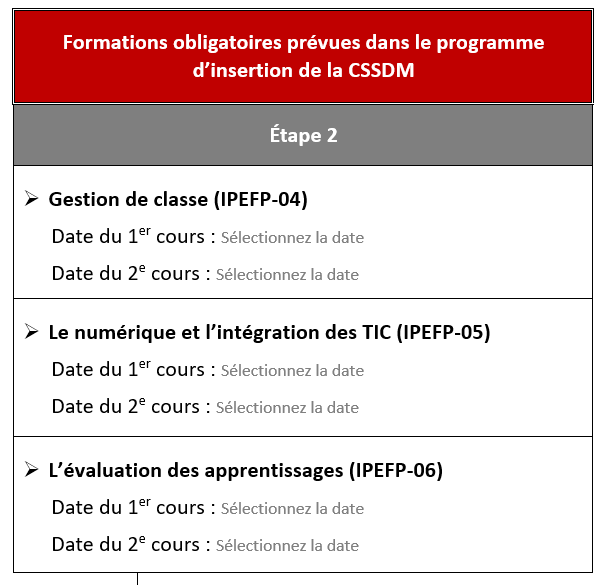 Formations obligatoires prévues dans le programme
d’insertion de la CSSDM
Étape 2
➢ Gestion de classe (IPEFP-04)
Date du 1er cours : Sélectionnez la date
Date du 2e cours : Sélectionnez la date
➢ Le numérique et l’intégration des TIC (IPEFP-05)
Date du 1er cours : Sélectionnez la date
Date du 2e cours : Sélectionnez la date
➢ L’évaluation des apprentissages (IPEFP-06)
Date du 1er cours : Sélectionnez la date
Date du 2e cours : Sélectionnez la date